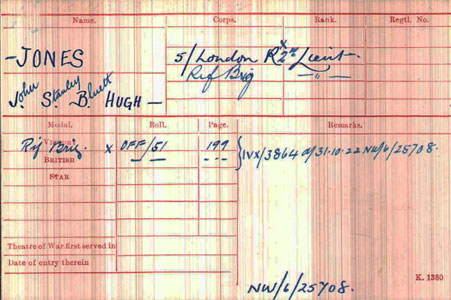 Name. Corps. Rank. Regtl. No.
-JONES 5/London R x 2nd Lieut
Rif Brig -"-
John Stanley Bluett HUGH -
Medal. Roll. Page. Remarks.
VICTORY Rif Brig. x OFF/51 199 } IVX/3864 d/31-10-22 NW/6/25708.
BRITISH -"- ---
STAR
Theatre of War first served in
Date of entry therein
K. 1380
NW/6/25708.